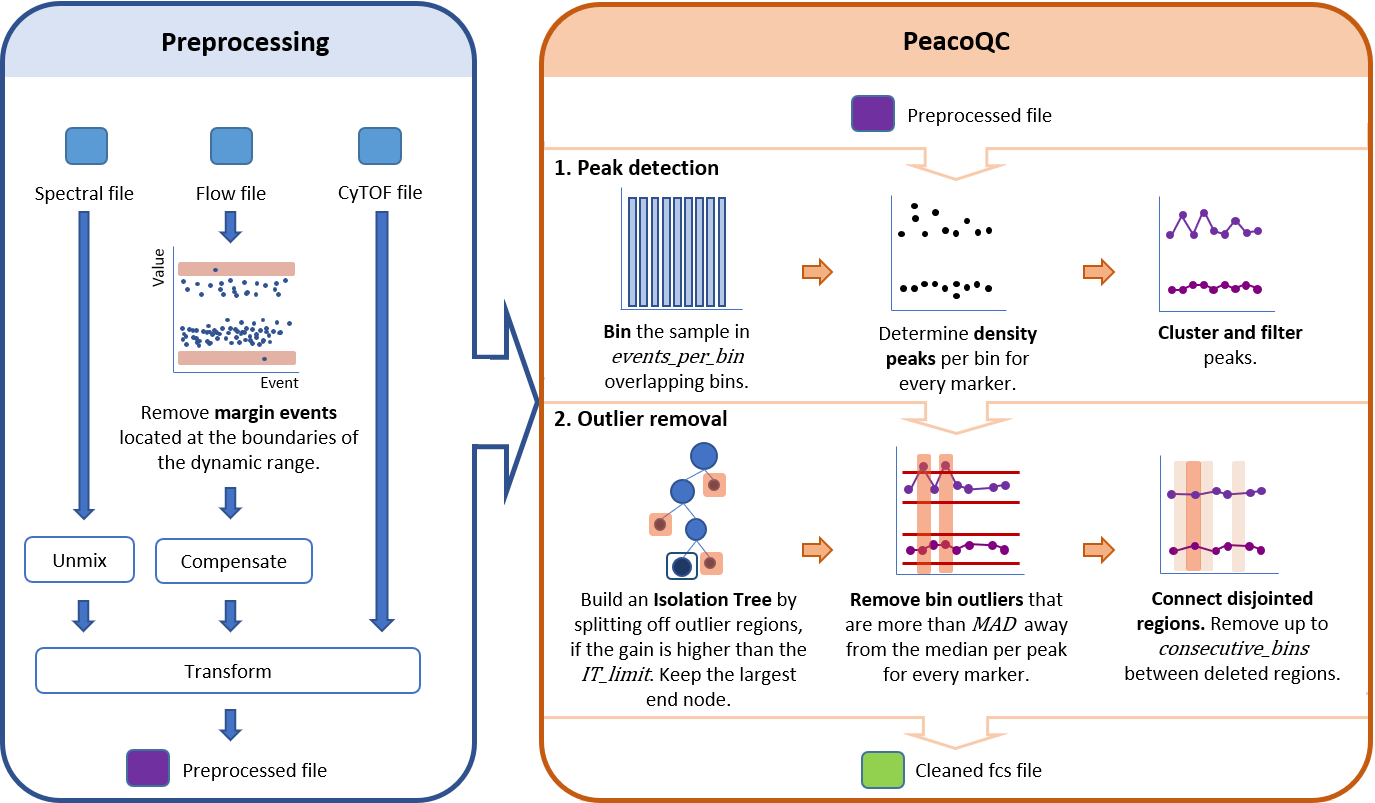 Preprocessing
Spectral file
Flow file
CyTOF file
Value
Event
Remove margin events
located at the boundaries of
the dynamic range.
Unmix
Compensate
Transform
Preprocessed file
PeacoQC
Preprocessed file
1. Peak detection
Bin the sample in
events_per_bin
overlapping bins.
Determine density
peaks per bin for
every marker.
Cluster and filter
peaks.
2. Outlier removal
Build an Isolation Tree by
splitting off outlier regions,
if the gain is higher than the
IT_limit. Keep the largest
end node.
Remove bin outliers that
are more than MAD away
from the median per peak
for every marker.
Connect disjointed
regions. Remove up to
consecutive_bins
between deleted regions.
Cleaned fcs file